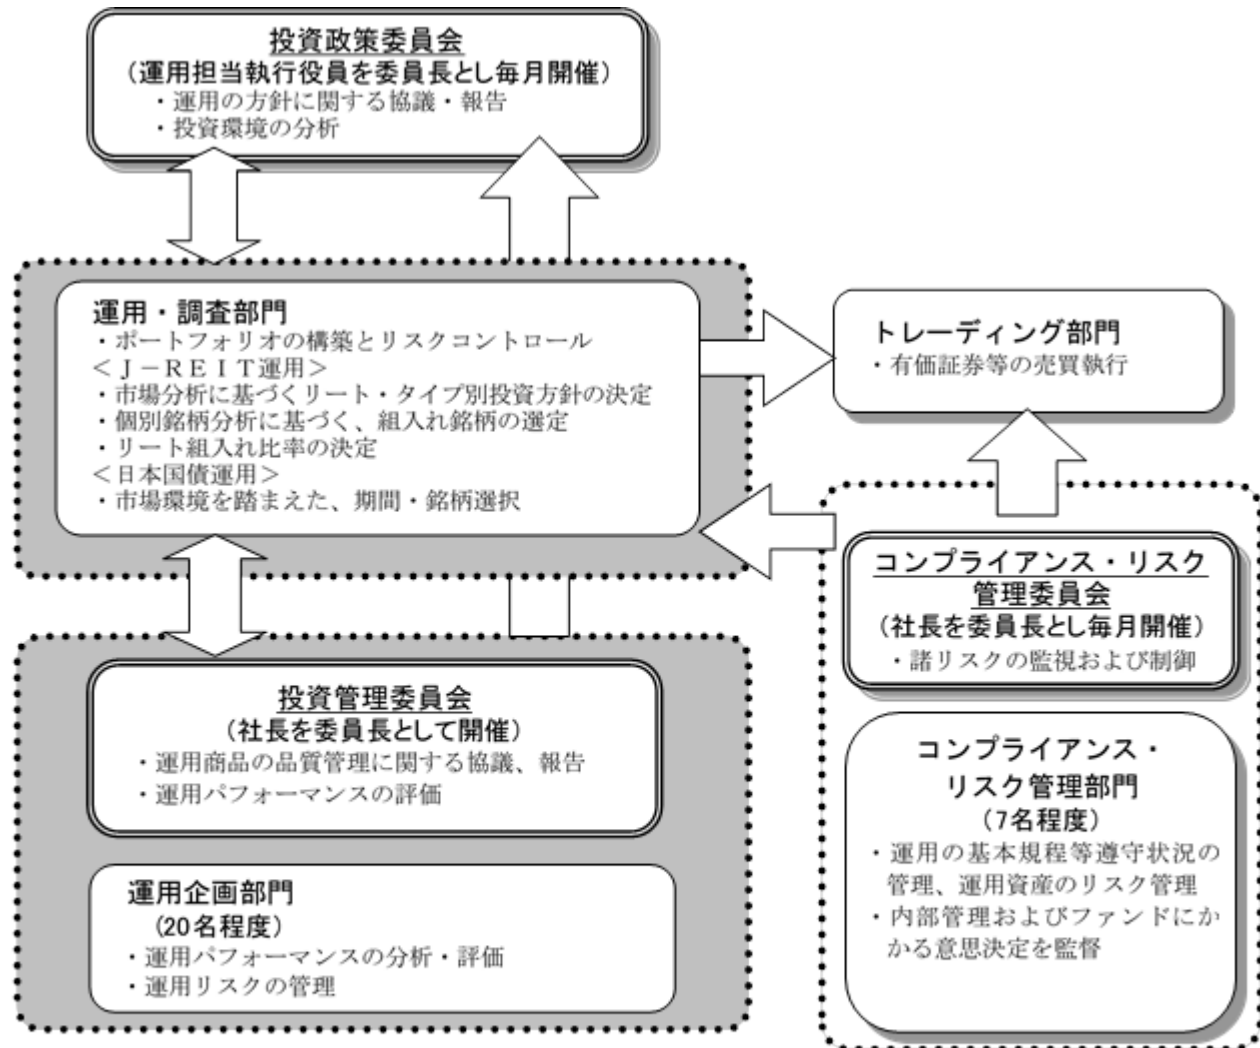 投資政策委員会
(運用担当執行役員を委員長とし毎月開催)
・運用の方針に関する協議・報告
・投資環境の分析
運用・調査部門
・ポートフォリオの構築とリスクコントロール
＜Ｊ－ＲＥＩＴ運用＞
・市場分析に基づくリート・タイプ別投資方針の決定
・個別銘柄分析に基づく、組入れ銘柄の選定
・リート組入れ比率の決定
＜日本国債運用＞
・市場環境を踏まえた、期間・銘柄選択
トレーディング部門
・有価証券等の売買執行
投資管理委員会
(社長を委員長として開催)
・運用商品の品質管理に関する協議、報告
・運用パフォーマンスの評価
運用企画部門
(20名程度)
・運用パフォーマンスの分析・評価
・運用リスクの管理
コンプライアンス・リスク
管理委員会
(社長を委員長とし毎月開催)
・諸リスクの監視および制御
コンプライアンス・
リスク管理部門
(7名程度)
・運用の基本規程等遵守状況の
管理、運用資産のリスク管理
・内部管理およびファンドにか
かる意思決定を監督